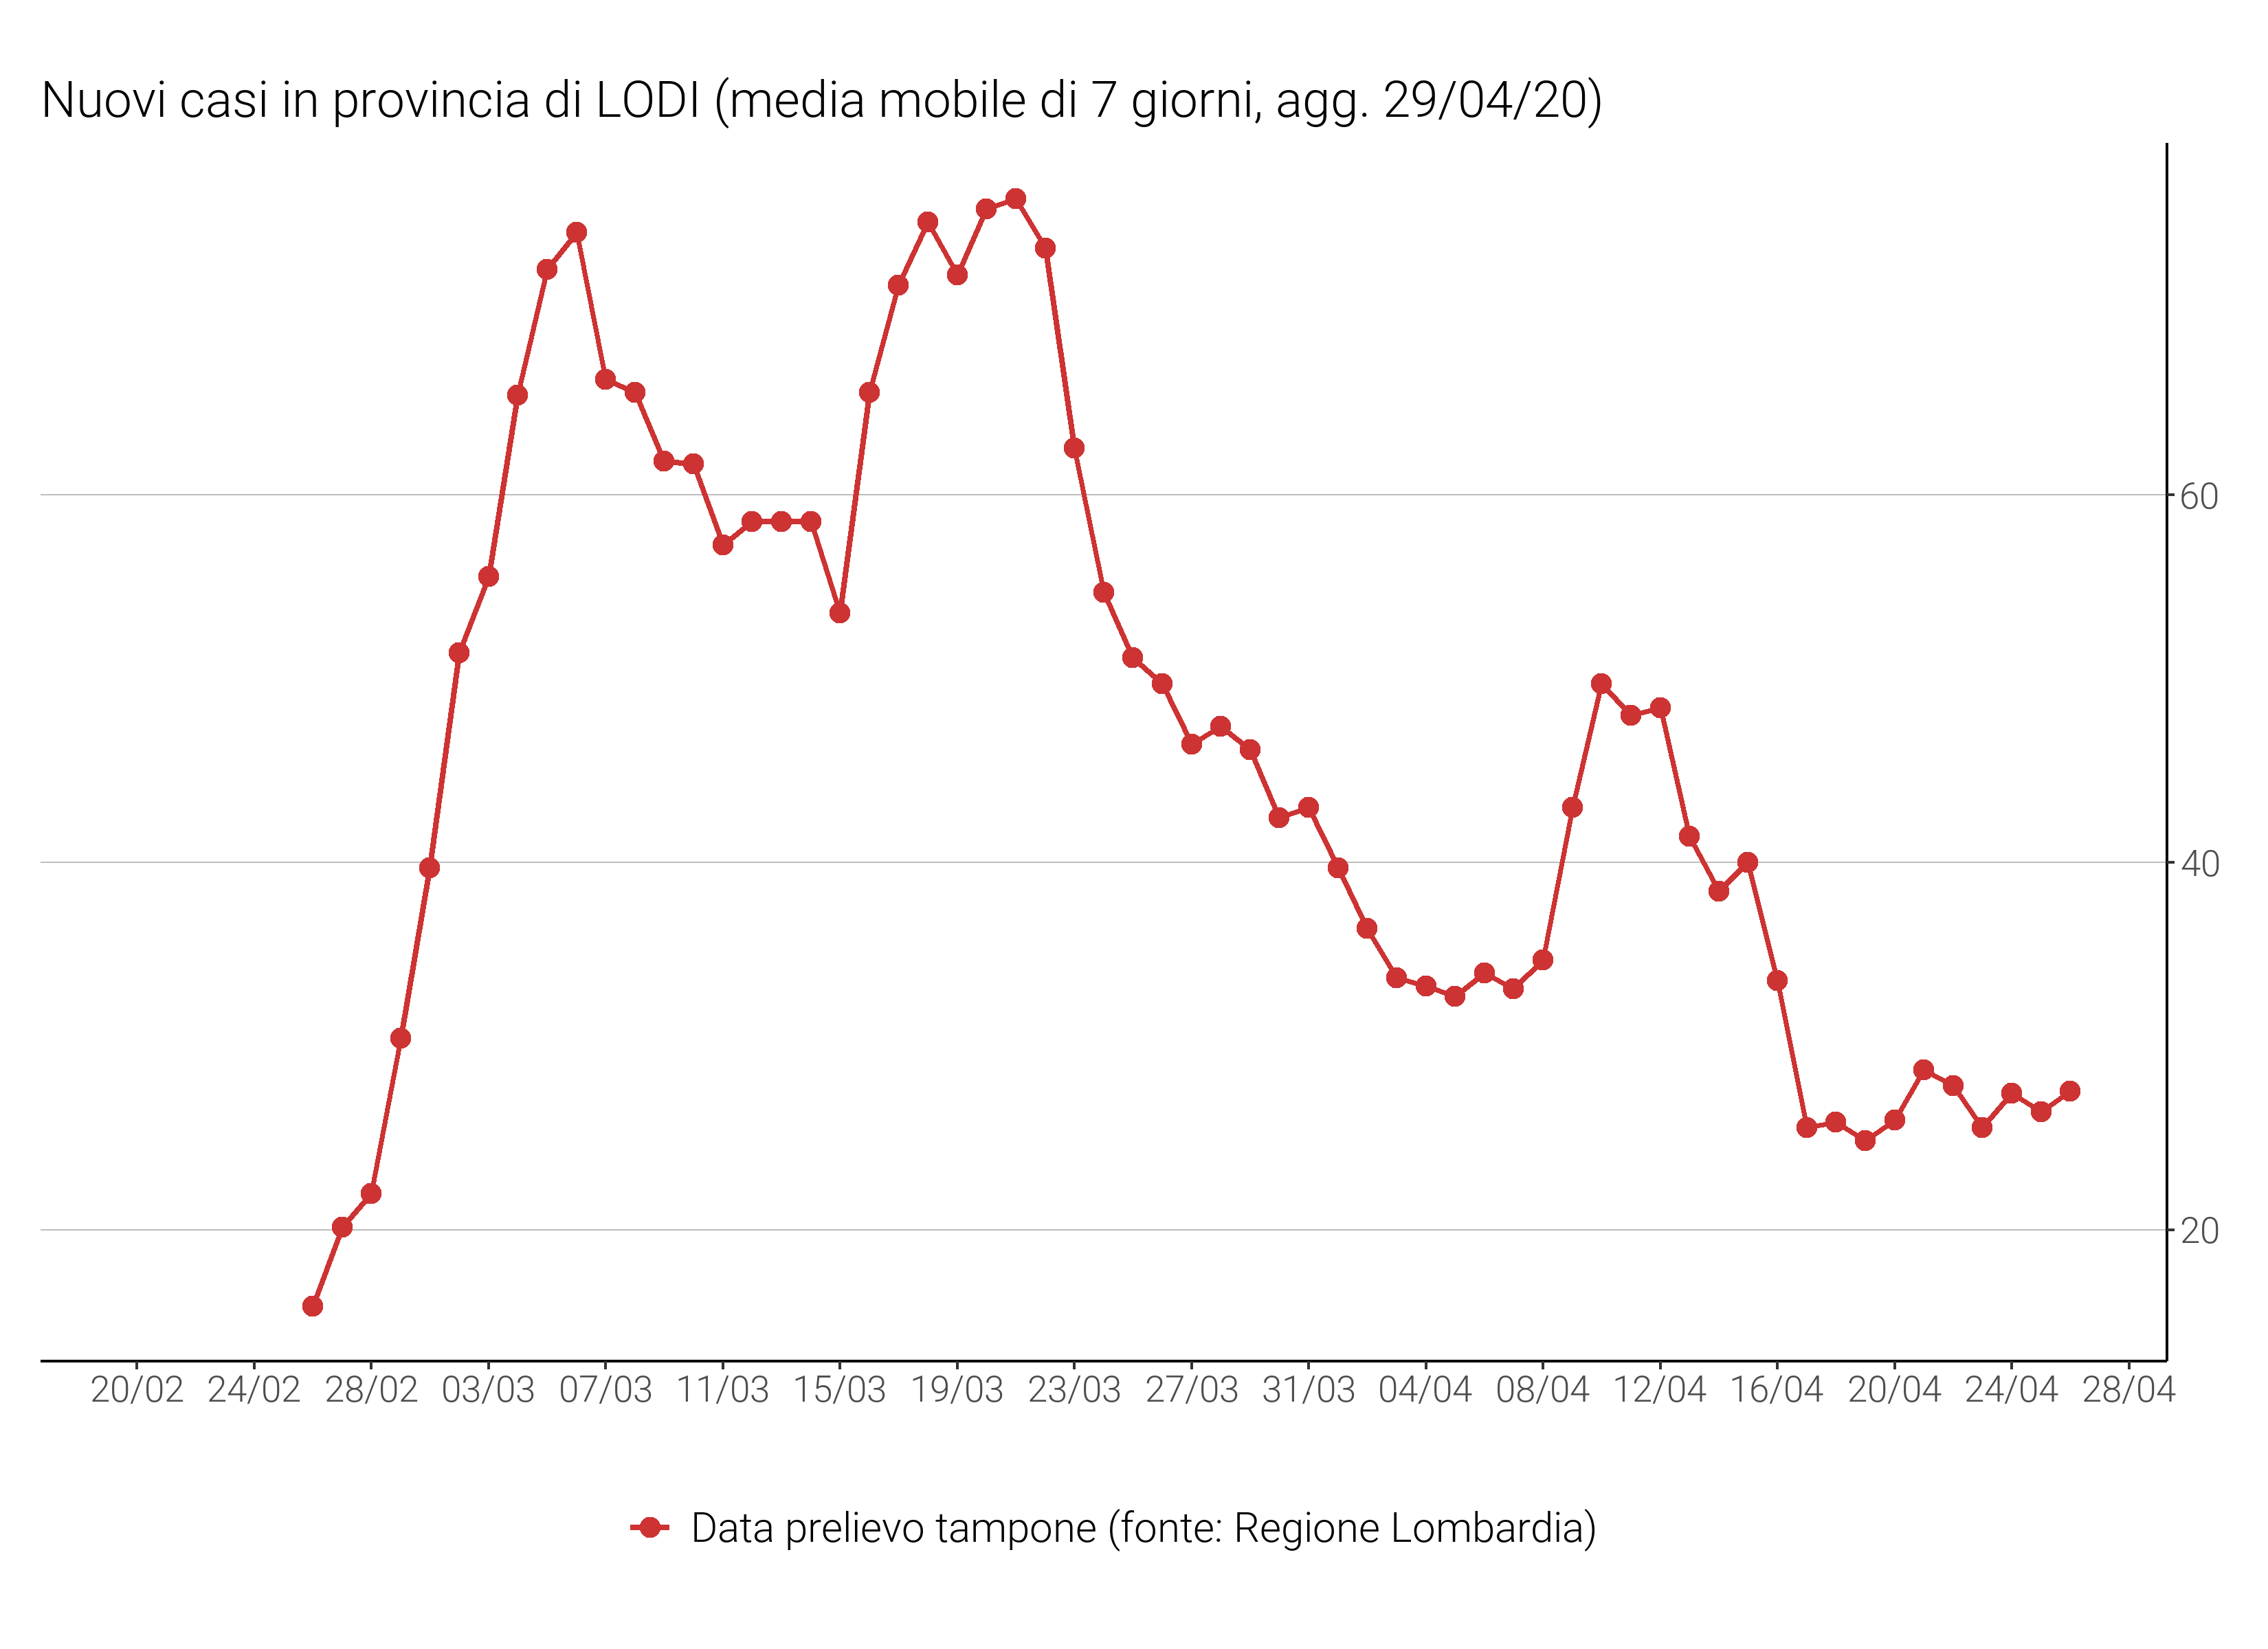 Nuovi casi in provincia di LODI (media mobile di 7 giorni, agg. 29/04/20)
60
40
20
20/02 24/02 28/02 03/03 07/03 11/03 15/03 19/03 23/03 27/03 31/03 04/04 08/04 12/04 16/04 20/04 24/04 28/04
Data prelievo tampone (fonte: Regione Lombardia)